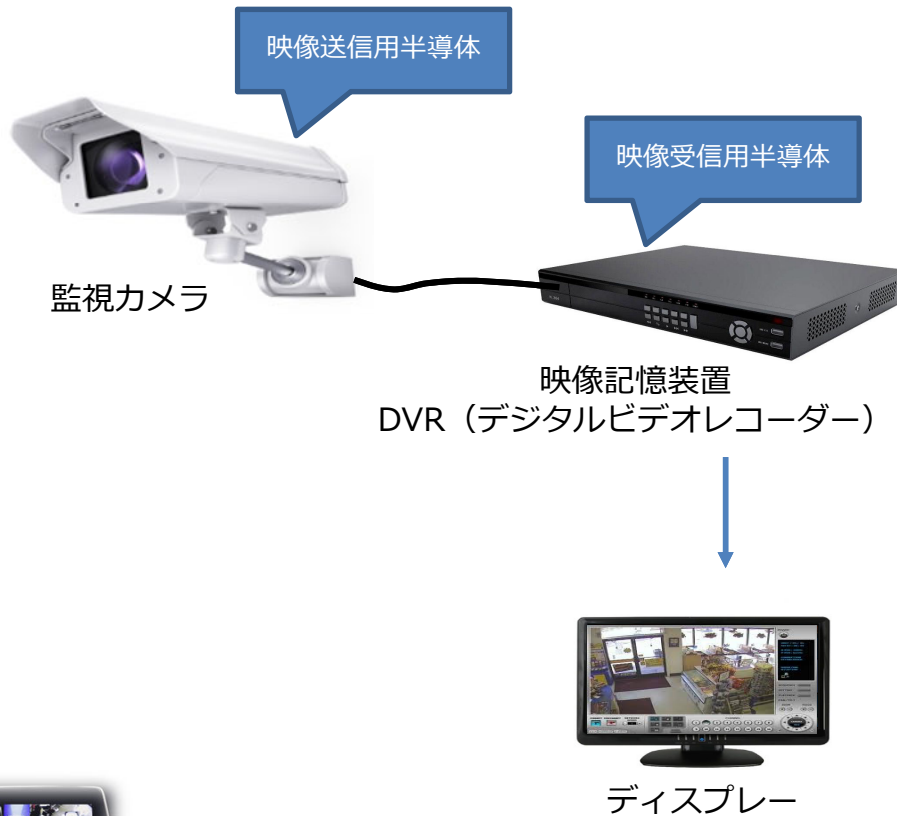 映像送信用半導体
映像受信用半導体
監視カメラ
映像記憶装置
DVR（デジタルビデオレコーダー）
ディスプレー